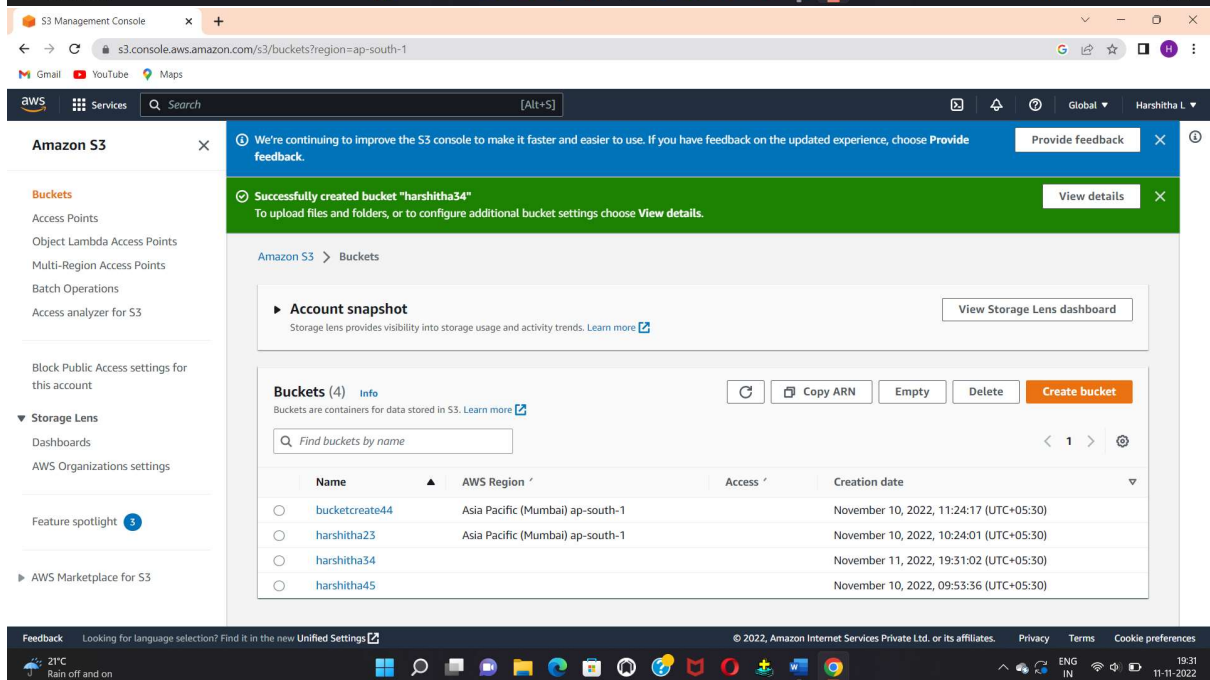 S3 Management Console
s3.console.aws.amazon.com/s3/buckets?region=ap-south-1
G
H
Gmail YouTube Maps
aws Services Search [Alt+S] Global Harshitha L
Amazon S3
Buckets
Access Points
Object Lambda Access Points
Multi-Region Access Points
Batch Operations
Access analyzer for S3
Block Public Access settings for
this account
Storage Lens
Dashboards
AWS Organizations settings
Feature spotlight 3
AWS Marketplace for S3
We're continuing to improve the S3 console to make it faster and easier to use. If you have feedback on the updated experience, choose Provide
feedback.
Provide feedback
Successfully created bucket "harshitha34"
To upload files and folders, or to configure additional bucket settings choose View details.
View details
Amazon S3 > Buckets
Account snapshot
Storage lens provides visibility into storage usage and activity trends. Learn more
View Storage Lens dashboard
Buckets (4) Info
Buckets are containers for data stored in S3. Learn more
Copy ARN Empty Delete Create bucket
Find buckets by name
1
Name AWS Region Access Creation date
bucketcreate44 Asia Pacific (Mumbai) ap-south-1 November 10, 2022, 11:24:17 (UTC+05:30)
harshitha23 Asia Pacific (Mumbai) ap-south-1 November 10, 2022, 10:24:01 (UTC+05:30)
harshitha34 November 11, 2022, 19:31:02 (UTC+05:30)
harshitha45 November 10, 2022, 09:53:36 (UTC+05:30)
Feedback Looking for language selection? Find it in the new Unified Settings © 2022, Amazon Internet Services Private Ltd. or its affiliates. Privacy Terms Cookie preferences
21°C
Rain off and on
ENG
IN
19:31
11-11-2022